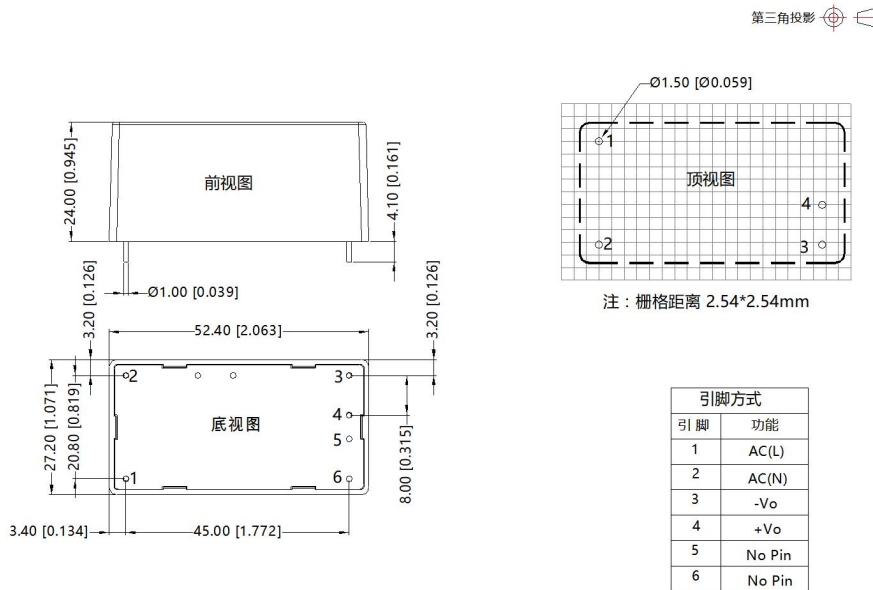 第三角投影
Ø1.50 [Ø0.059]
1
顶视图
4
2
3
注：栅格距离 2.54*2.54mm
24.00 [0.945]
前视图
4.10 [0.161]
Ø1.00 [0.039]
3.20 [0.126]
3.20 [0.126]
52.40 [2.063]
2
3
底视图
4
5
1
6
27.20 [1.071]
20.80 [0.819]
8.00 [0.315]
3.40 [0.134]
45.00 [1.772]
引脚方式
引脚 功能
1 AC(L)
2 AC(N)
3 -Vo
4 +Vo
5 No Pin
6 No Pin